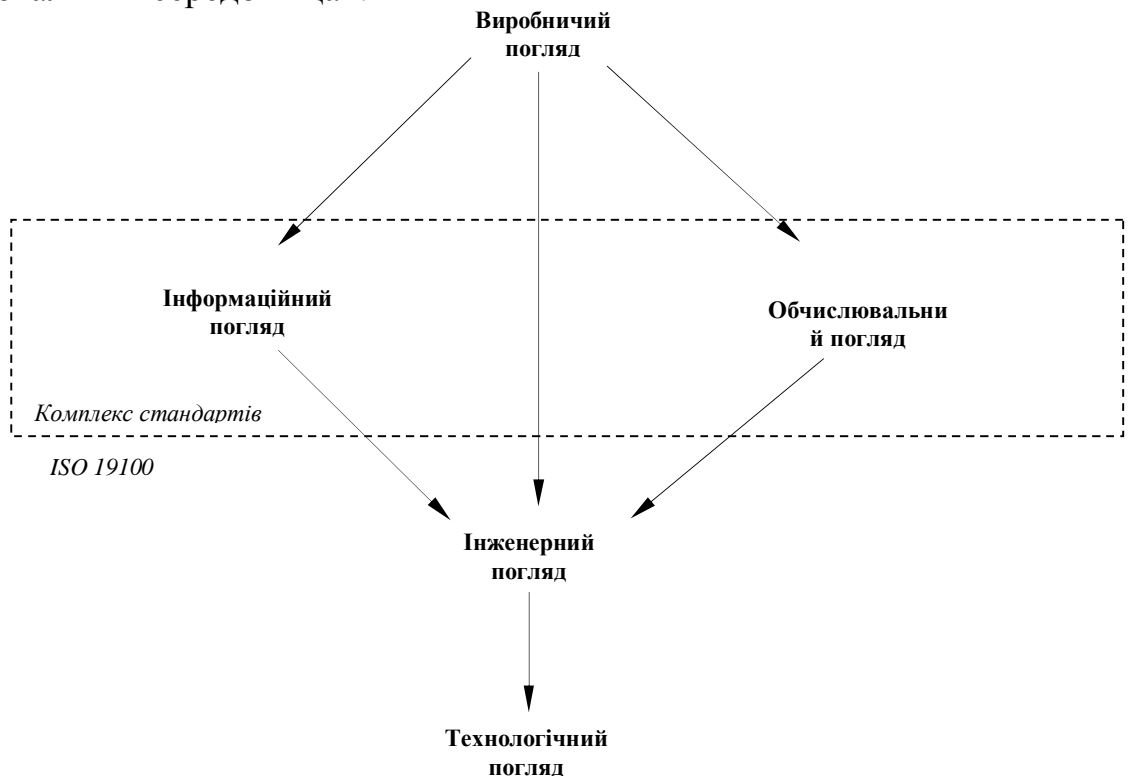 Виробничий
погляд
Інформаційний
погляд
Обчислювальни
й погляд
Комплекс стандартів
ISO 19100
Інженерний
погляд
Технологічний
погляд